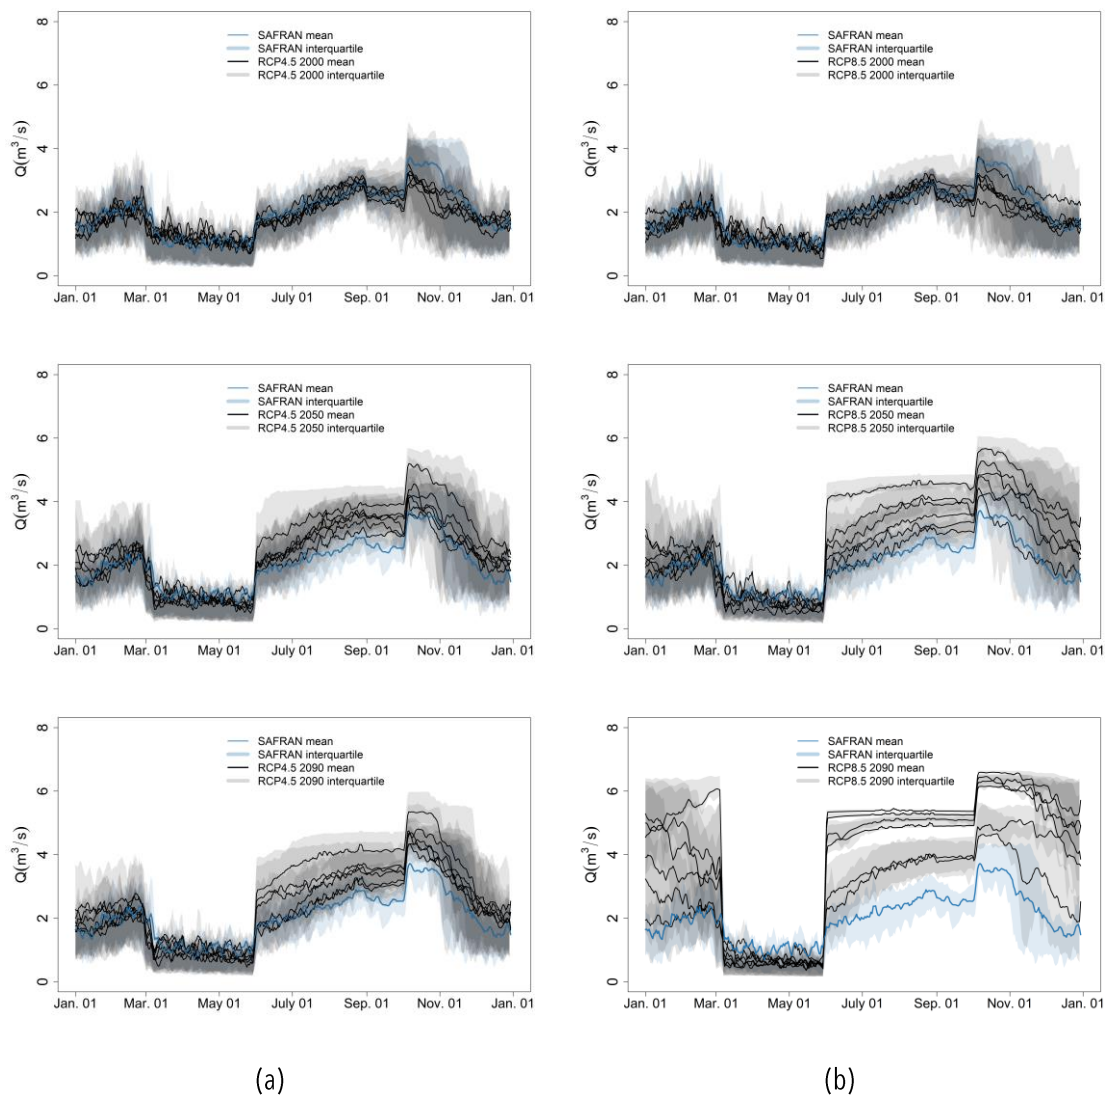 SAFRAN mean
SAFRAN interquartile
RCP4.5 2000 mean
RCP4.5 2000 interquartile
Q(m³/s)
8
6
4
2
0
Jan. 01 Mar. 01 May 01 July 01 Sep. 01 Nov. 01 Jan. 01
SAFRAN mean
SAFRAN interquartile
RCP8.5 2000 mean
RCP8.5 2000 interquartile
Q(m³/s)
8
6
4
2
0
Jan. 01 Mar. 01 May 01 July 01 Sep. 01 Nov. 01 Jan. 01
SAFRAN mean
SAFRAN interquartile
RCP4.5 2050 mean
RCP4.5 2050 interquartile
Q(m³/s)
8
6
4
2
0
Jan. 01 Mar. 01 May 01 July 01 Sep. 01 Nov. 01 Jan. 01
SAFRAN mean
SAFRAN interquartile
RCP8.5 2050 mean
RCP8.5 2050 interquartile
Q(m³/s)
8
6
4
2
0
Jan. 01 Mar. 01 May 01 July 01 Sep. 01 Nov. 01 Jan. 01
SAFRAN mean
SAFRAN interquartile
RCP4.5 2090 mean
RCP4.5 2090 interquartile
Q(m³/s)
8
6
4
2
0
Jan. 01 Mar. 01 May 01 July 01 Sep. 01 Nov. 01 Jan. 01
SAFRAN mean
SAFRAN interquartile
RCP8.5 2090 mean
RCP8.5 2090 interquartile
Q(m³/s)
8
6
4
2
0
Jan. 01 Mar. 01 May 01 July 01 Sep. 01 Nov. 01 Jan. 01
(a)
(b)